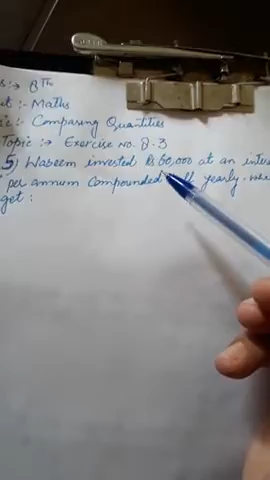 :→ 8th
:- Maths
:- Comparing Quantities
Topic :→ Exercise No. 8.3
5) Waseem invested Rs 60,000 at an inte
per annum compounded yearly. whe
get :